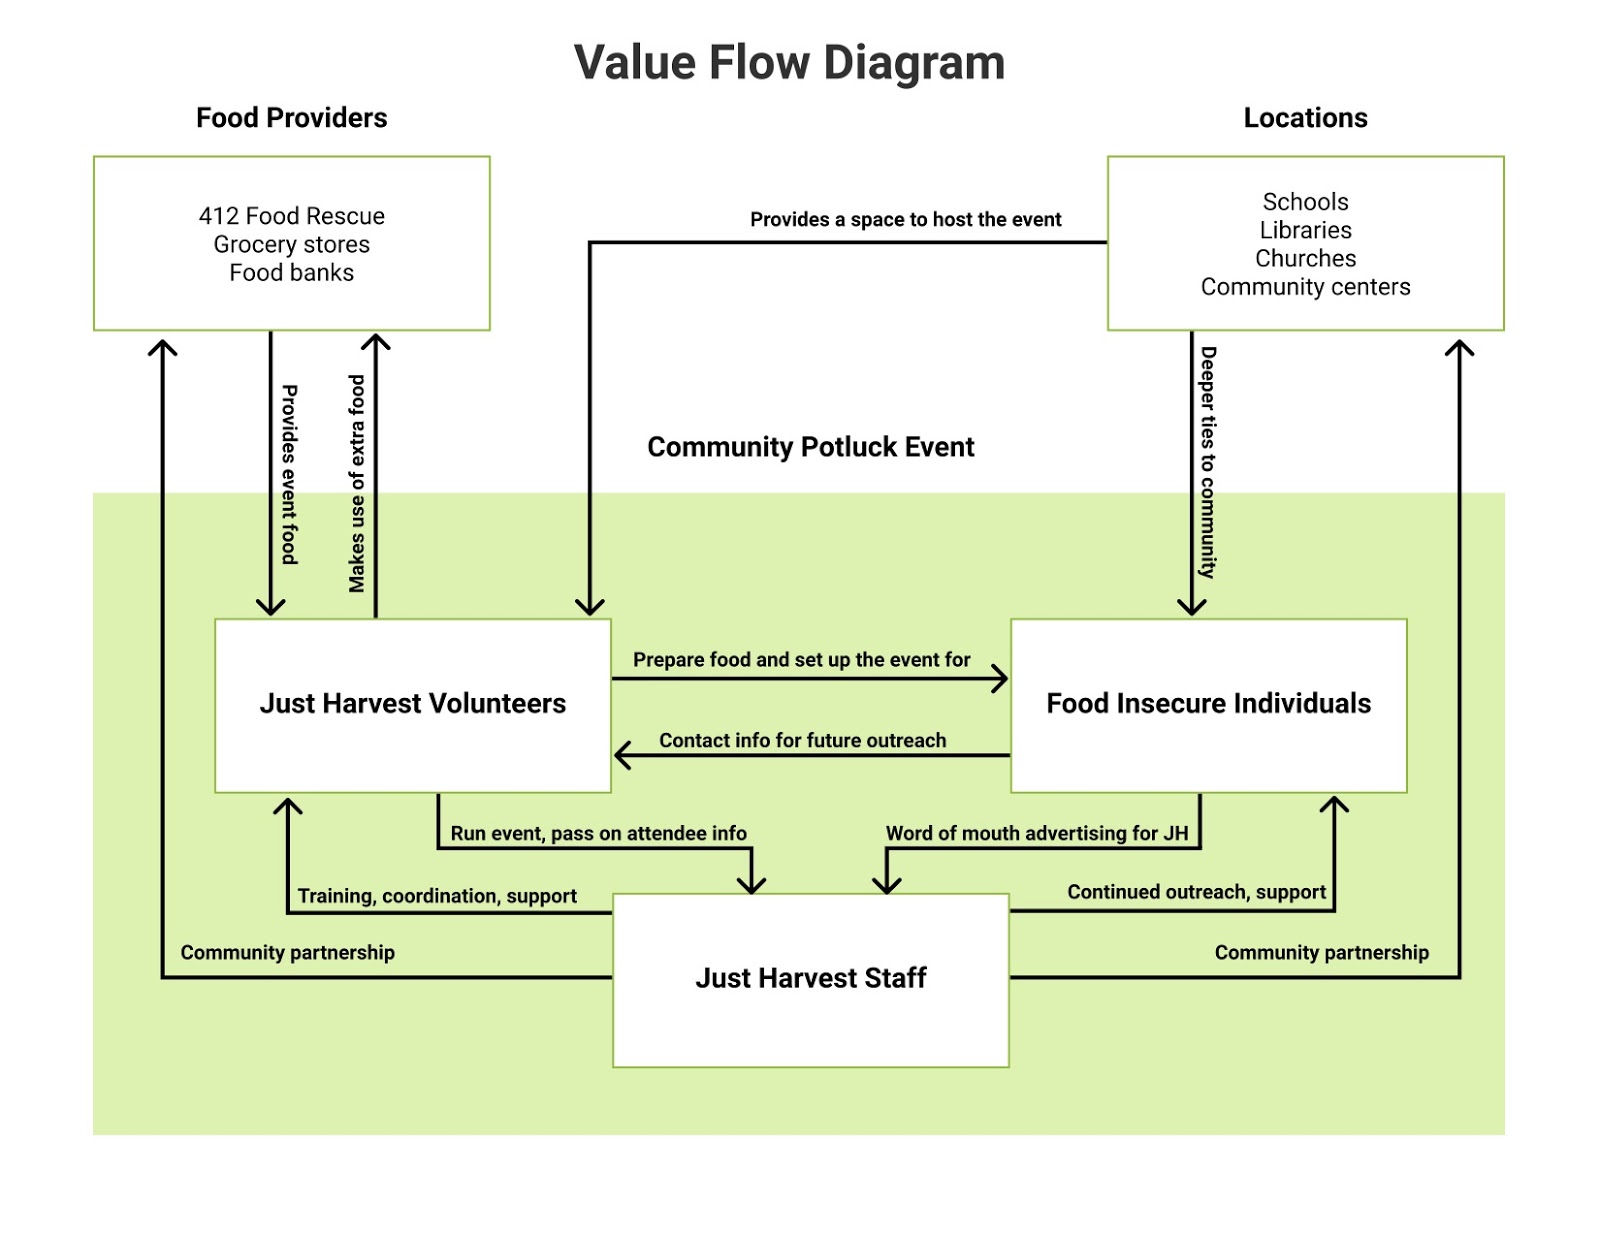 Value Flow Diagram
Food Providers
Locations
412 Food Rescue
Grocery stores
Food banks
Schools
Libraries
Churches
Community centers
Provides a space to host the event
Provides event food
Makes use of extra food
Deeper ties to community
Community Potluck Event
Just Harvest Volunteers
Prepare food and set up the event for
Contact info for future outreach
Food Insecure Individuals
Run event, pass on attendee info
Word of mouth advertising for JH
Training, coordination, support
Continued outreach, support
Community partnership
Community partnership
Just Harvest Staff